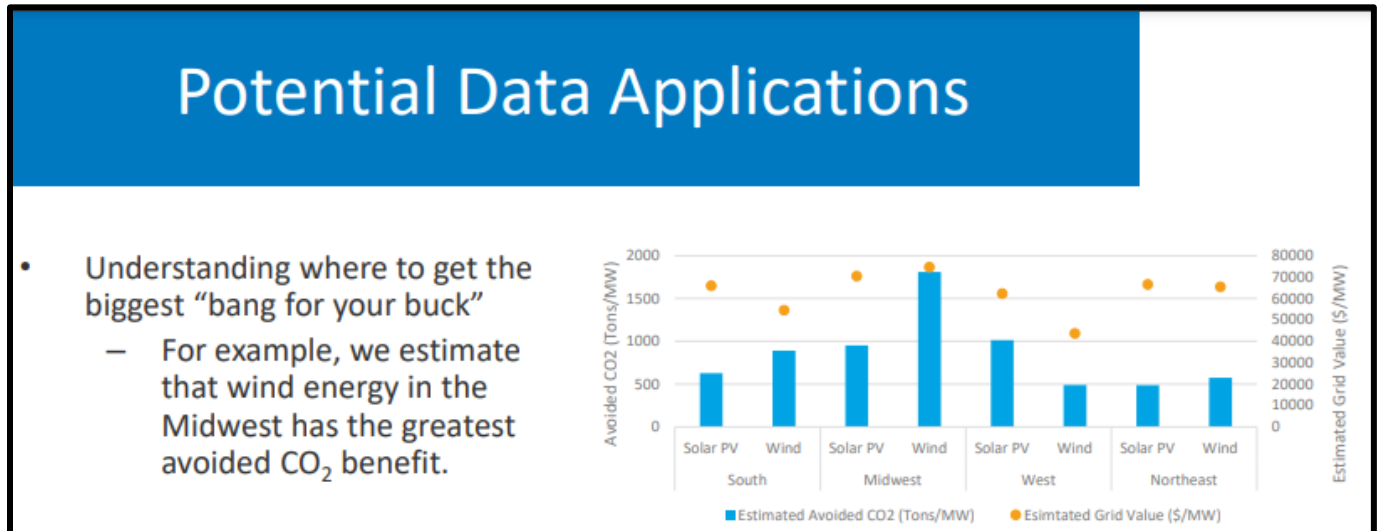 Potential Data Applications
• Understanding where to get the
biggest “bang for your buck”
– For example, we estimate
that wind energy in the
Midwest has the greatest
avoided CO₂ benefit.
Avoided CO2 (Tons/MW)
2000
1500
1000
500
0
80000
70000
60000
50000
40000
30000
20000
10000
0
Estimated Grid Value ($/MW)
Solar PV Wind Solar PV Wind Solar PV Wind Solar PV Wind
South Midwest West Northeast
Estimated Avoided CO2 (Tons/MW) Esimtated Grid Value ($/MW)